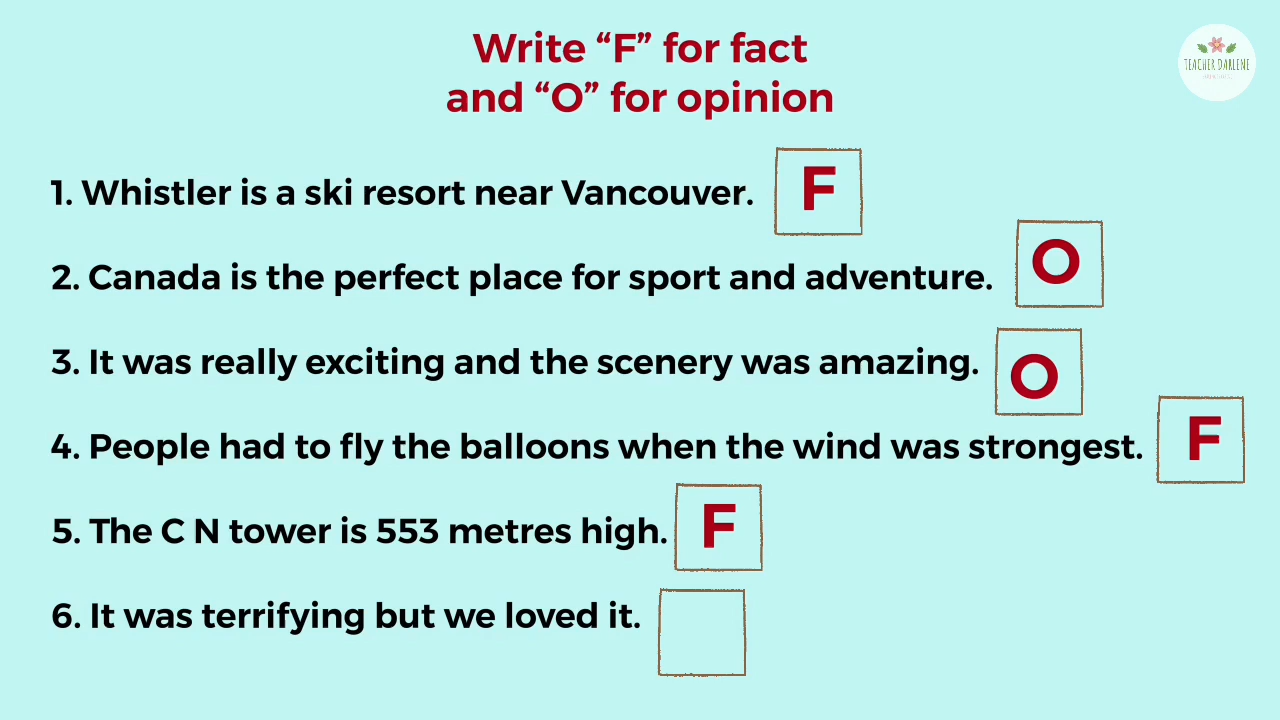 Write “F” for fact
and “O” for opinion
TEACHER DARLENE
1. Whistler is a ski resort near Vancouver. F
2. Canada is the perfect place for sport and adventure. O
3. It was really exciting and the scenery was amazing. O
4. People had to fly the balloons when the wind was strongest. F
5. The C N tower is 553 metres high. F
6. It was terrifying but we loved it.